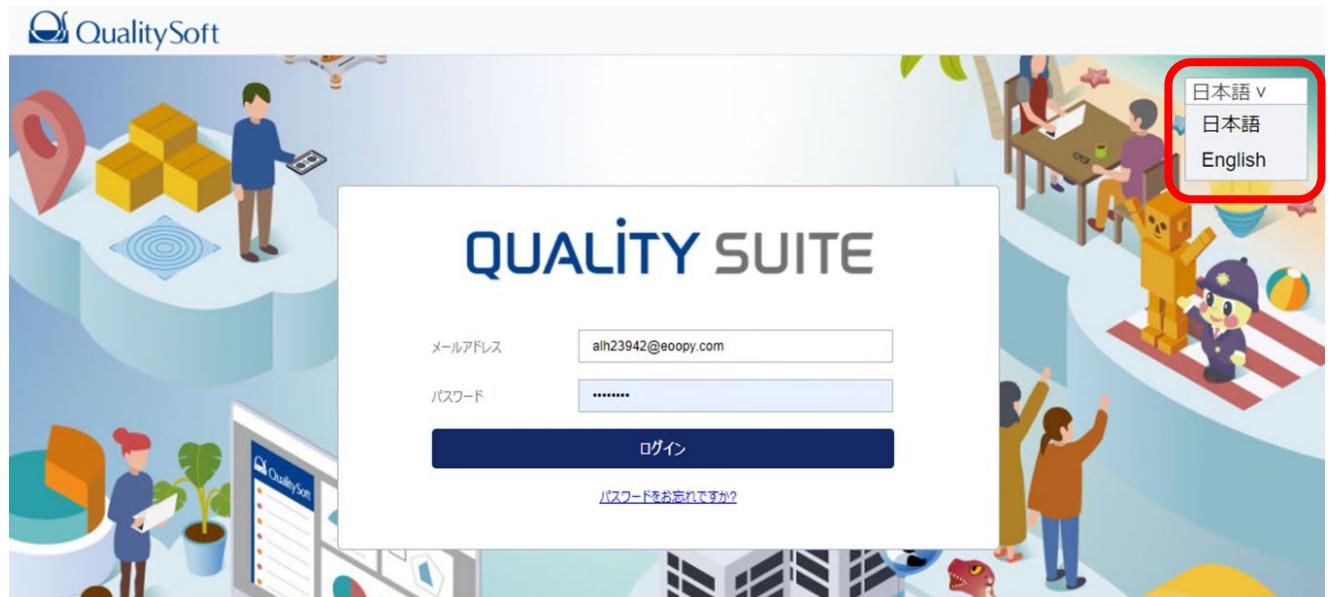 QualitySoft
日本語 v
日本語
English
QUALITY SUITE
メールアドレス
alh23942@eoopy.com
パスワード
••••••••
ログイン
パスワードをお忘れですか?
QualitySoft